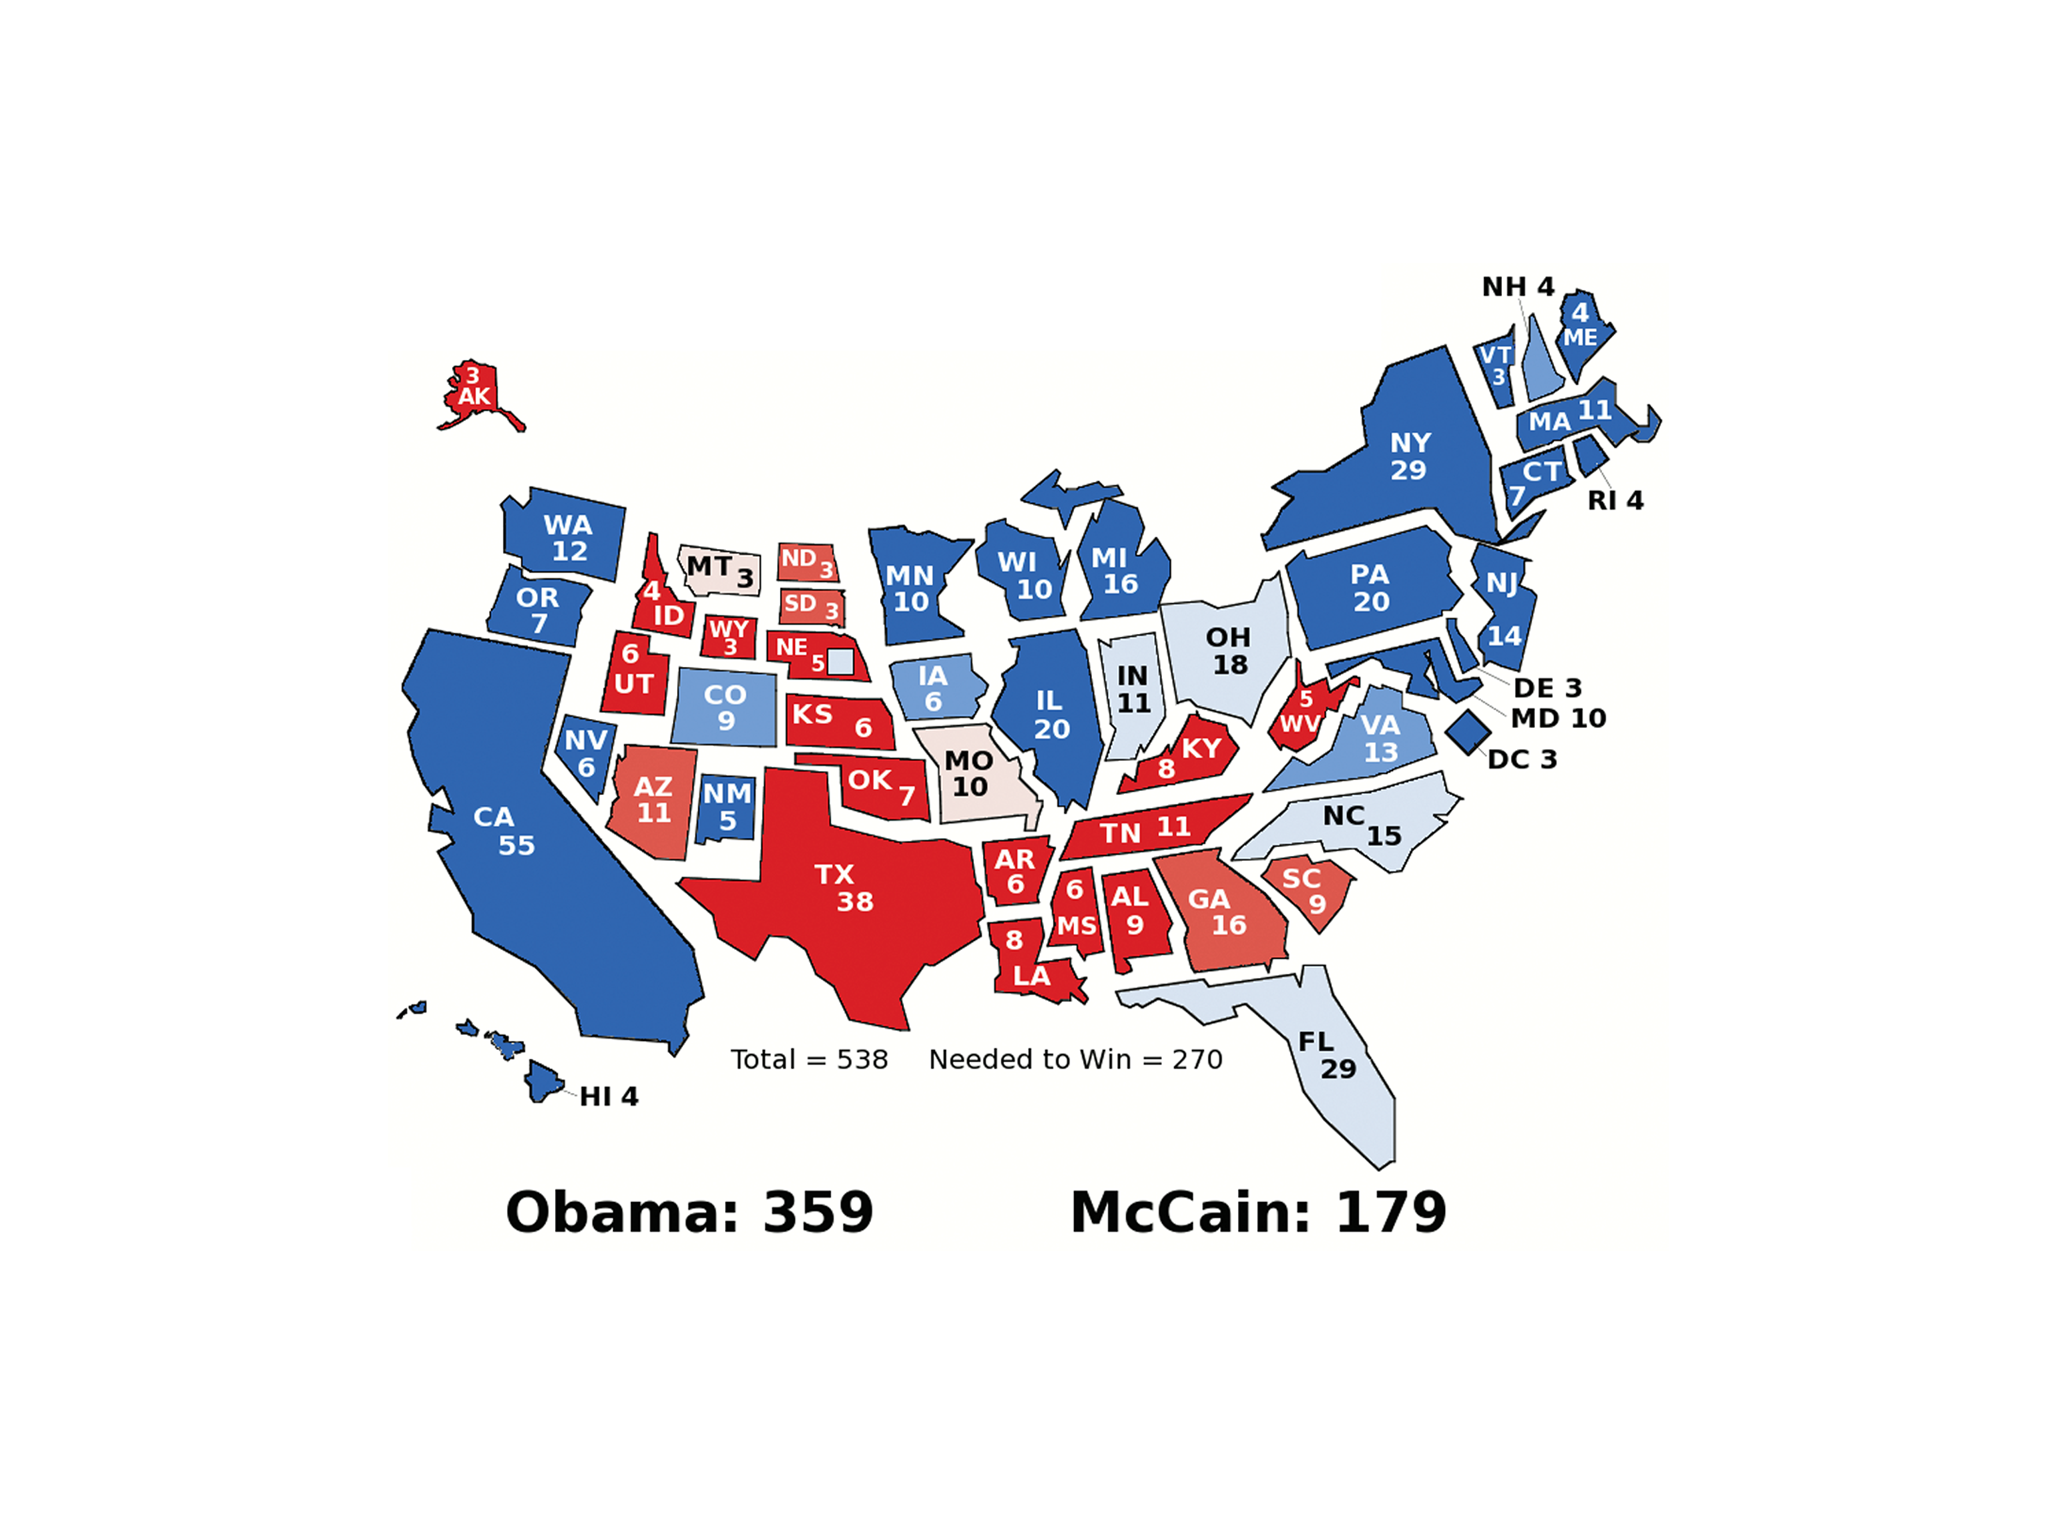 NH 4
4
ME
VT
3
3
AK
MA 11
NY
29
CT
7
RI 4
WA
12
MT 3
ND 3
WI
10
MI
16
MN
10
PA
20
NJ
14
OR
7
4
ID
SD 3
WY
3
NE
5
OH
18
6
UT
IA
6
IN
11
DE 3
MD 10
CO
9
KS 6
IL
20
5
WV
VA
13
DC 3
NV
6
KY
8
MO
10
AZ
11
NM
5
OK 7
CA
55
TN 11
NC
15
TX
38
AR
6
6
MS
AL
9
GA
16
SC
9
8
LA
FL
29
Total = 538 Needed to Win = 270
HI 4
Obama: 359 McCain: 179